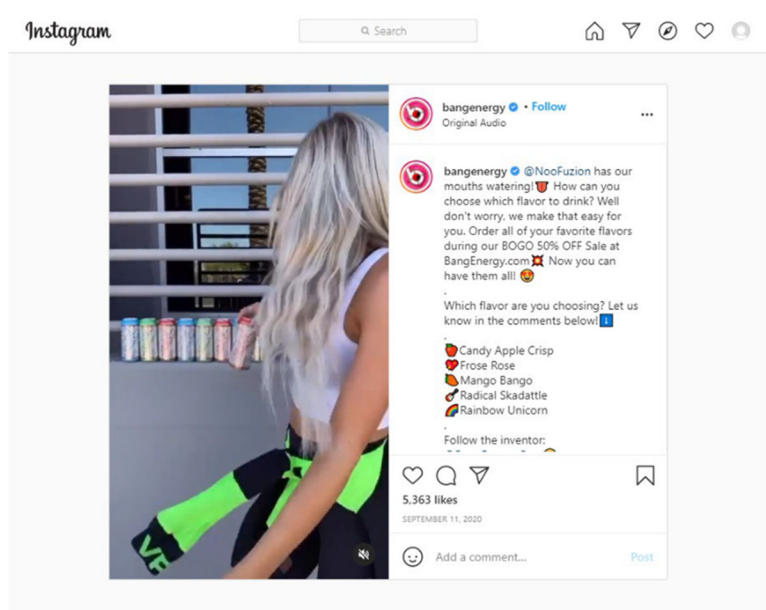 Instagram
Search
bangenergy • Follow
Original Audio
bangenergy @NooFuzion has our
mouths watering!👅 How can you
choose which flavor to drink? Well
don't worry, we make that easy for
you. Order all of your favorite flavors
during our BOGO 50% OFF Sale at
BangEnergy.com💥 Now you can
have them all! 😍
.
Which flavor are you choosing? Let us
know in the comments below!⬇️
.
🍎Candy Apple Crisp
💖Frose Rose
🥭Mango Bango
🎸Radical Skadattle
🌈Rainbow Unicorn
.
Follow the inventor:
5,363 likes
SEPTEMBER 11, 2020
Add a comment...
Post